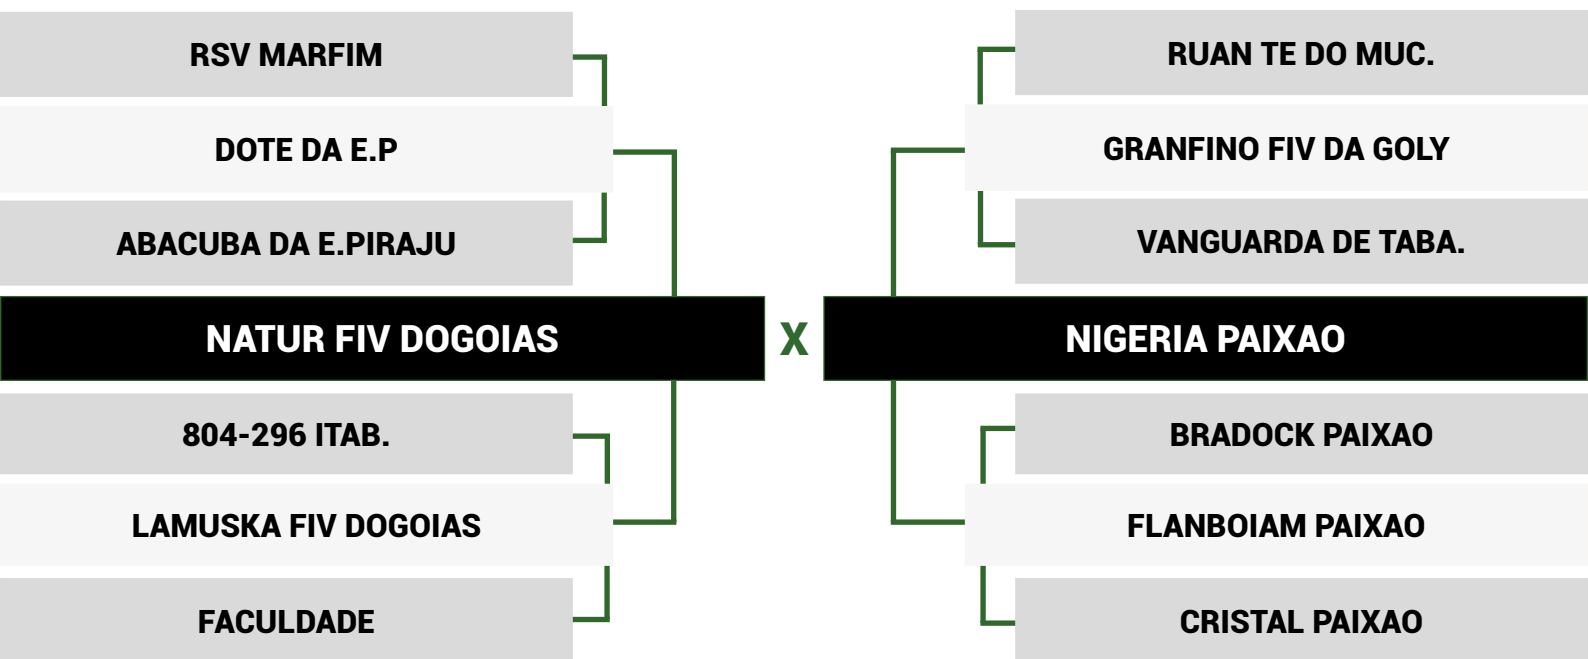 RSV MARFIM
DOTE DA E.P
ABACUBA DA E.PIRAJU
NATUR FIV DOGOIAS
804-296 ITAB.
LAMUSKA FIV DOGOIAS
FACULDADE
X
RUAN TE DO MUC.
GRANFINO FIV DA GOLY
VANGUARDA DE TABA.
NIGERIA PAIXAO
BRADOCK PAIXAO
FLANBOIAM PAIXAO
CRISTAL PAIXAO